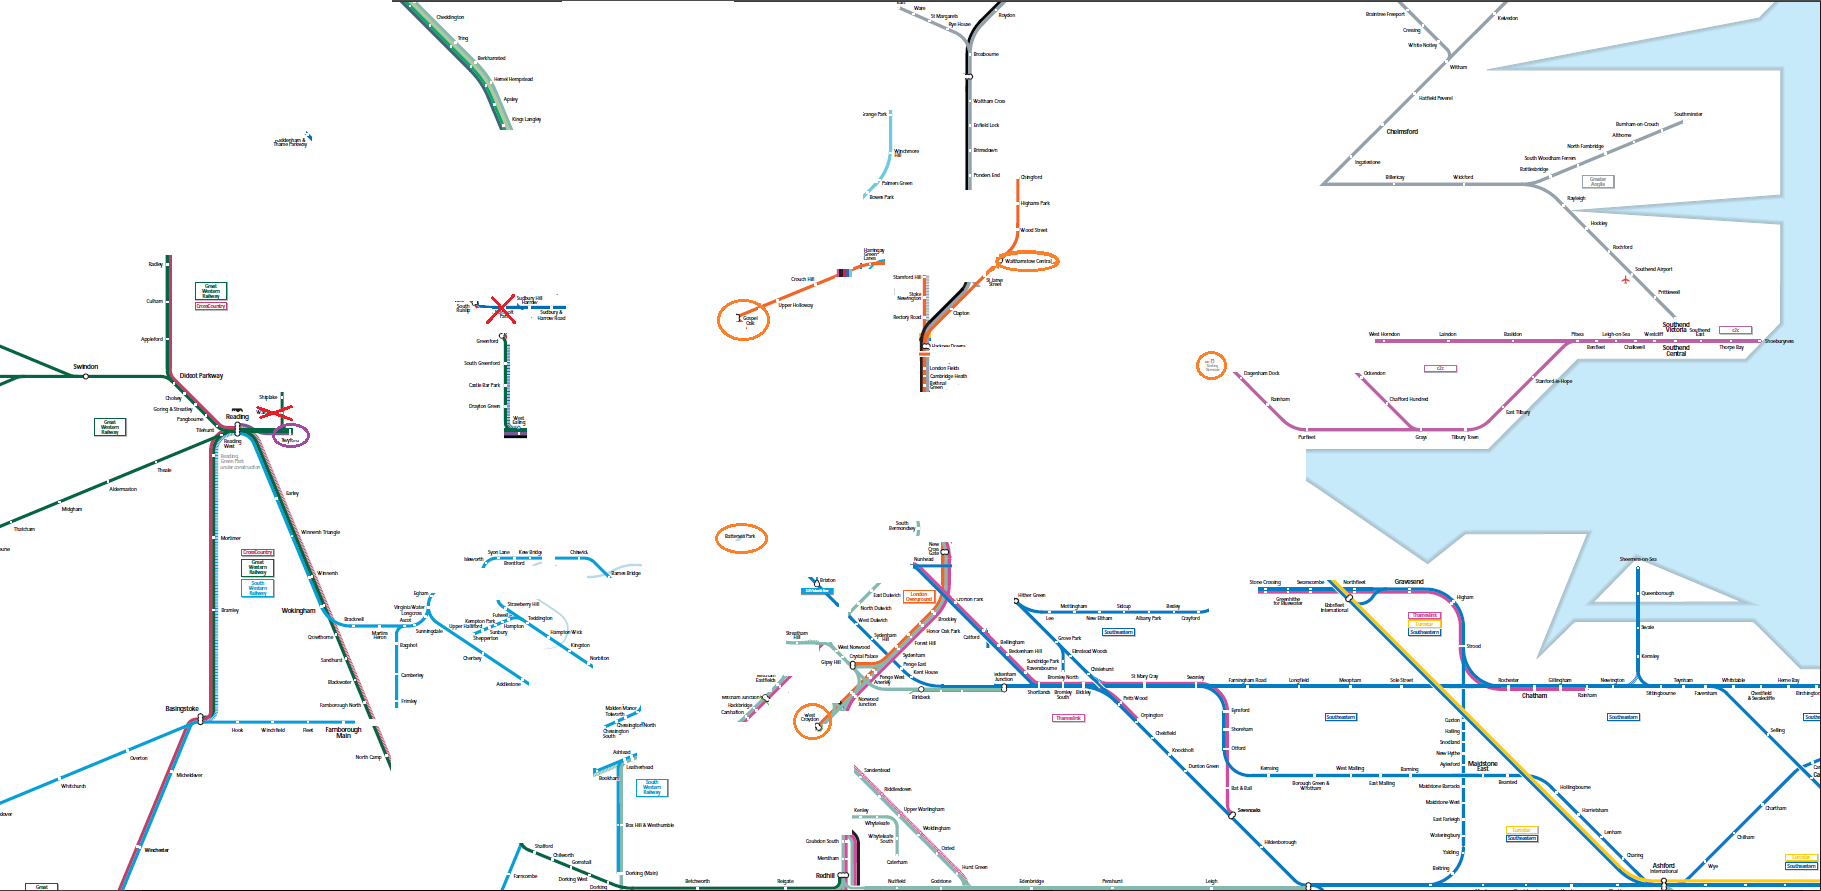 Cheddington
Tring
Berkhamsted
Hemel Hempstead
Apsley
Kings Langley
Ware
St Margarets
Rye House
Roydon
Broxbourne
Waltham Cross
Enfield Lock
Brimsdown
Ponders End
Winchmore
Hill
Palmers Green
Bowes Park
Chingford
Highams Park
Wood Street
Walthamstow Central
St James
Street
Clapton
Harringay
Green
Lanes
Crouch Hill
Upper Holloway
Gospel
Oak
Stamford Hill
Stoke
Newington
Rectory Road
Hackney Downs
London Fields
Cambridge Heath
Bethnal
Green
Braintree Freeport
Cressing
White Notley
Kelvedon
Witham
Hatfield Peverel
Chelmsford
Ingatestone
Billericay
Wickford
Southminster
Burnham-on-Crouch
Althorne
North Fambridge
South Woodham Ferrers
Battlesbridge
Greater
Anglia
Rayleigh
Hockley
Rochford
Southend Airport
Prittlewell
Southend
Victoria
Southend
East
c2c
West Horndon
Laindon
Basildon
Pitsea
Leigh-on-Sea
Westcliff
Benfleet
Chalkwell
Southend
Central
Thorpe Bay
Shoeburyness
c2c
Dagenham Dock
Rainham
Purfleet
Ockendon
Chafford Hundred
Grays
Tilbury Town
East Tilbury
Stanford-le-Hope
Haddenham &
Thame Parkway
Radley
Great
Western
Railway
CrossCountry
Culham
Appleford
Swindon
Didcot Parkway
Cholsey
Goring & Streatley
Pangbourne
Tilehurst
Reading
Reading
West
Reading
Green Park
under construction
Shiplake
Twyford
Great
Western
Railway
Theale
Aldermaston
Midgham
Thatcham
Earley
Winnersh Triangle
Winnersh
Wokingham
Mortimer
CrossCountry
Great
Western
Railway
South
Western
Railway
Bramley
Basingstoke
Hook
Winchfield
Fleet
Farnborough
Main
Overton
Whitchurch
Micheldever
Winchester
Great
Crowthorne
Sandhurst
Blackwater
Farnborough North
North Camp
Bracknell
Martins
Heron
Ascot
Sunningdale
Longcross
Virginia Water
Egham
Bagshot
Camberley
Frimley
Chertsey
Addlestone
South
Ruislip
Sudbury Hill
Harrow
Sudbury &
Harrow Road
Greenford
South Greenford
Castle Bar Park
Drayton Green
West
Ealing
Isleworth
Syon Lane
Brentford
Kew Bridge
Chiswick
Barnes Bridge
Strawberry Hill
Fulwell
Teddington
Kempton Park
Upper Halliford
Sunbury
Shepperton
Hampton
Hampton Wick
Kingston
Norbiton
Malden Manor
Tolworth
Chessington North
Chessington
South
Ashtead
Leatherhead
Bookham
South
Western
Railway
Box Hill & Westhumble
Dorking (Main)
Shalford
Chilworth
Gomshall
Dorking West
Dorking
Farncombe
Betchworth
Reigate
Redhill
Merstham
Coulsdon South
Nutfield
Godstone
Edenbridge
Penshurst
Leigh
Battersea Park
South
Bermondsey
New
Cross
Gate
Nunhead
Brixton
East Dulwich
North Dulwich
West Dulwich
London
Overground
Brockley
Honor Oak Park
Forest Hill
Sydenham
Hill
Sydenham
Penge East
Kent House
Penge West
Anerley
Norwood
Junction
Birkbeck
Streatham
Hill
West Norwood
Gipsy Hill
Crystal Palace
Mitcham
Eastfields
Mitcham Junction
Hackbridge
Carshalton
West
Croydon
Sanderstead
Riddlesdown
Upper Warlingham
Woldingham
Oxted
Hurst Green
Kenley
Whyteleafe
Whyteleafe
South
Caterham
Crofton Park
Catford
Bellingham
Beckenham Hill
Ravensbourne
Beckenham
Junction
Shortlands
Bromley
South
Bickley
Bromley North
Sundridge Park
Hither Green
Lee
Mottingham
New Eltham
Sidcup
Albany Park
Bexley
Crayford
Southeastern
Grove Park
Elmstead Woods
Chislehurst
Petts Wood
Orpington
Thameslink
Chelsfield
Knockholt
Dunton Green
Sevenoaks
Hildenborough
St Mary Cray
Swanley
Farningham Road
Longfield
Meopham
Sole Street
Eynsford
Shoreham
Otford
Bat & Ball
Kemsing
Borough Green
& Wrotham
West Malling
East Malling
Barming
Maidstone
East
Bearsted
Hollingbourne
Harrietsham
Lenham
Charing
Ashford
International
Stone Crossing
Greenhithe
for Bluewater
Swanscombe
Northfleet
Ebbsfleet
International
Gravesend
Thameslink
Eurostar
Southeastern
Higham
Strood
Rochester
Chatham
Gillingham
Rainham
Newington
Sittingbourne
Teynham
Faversham
Whitstable
Chestfield
& Swalecliffe
Herne Bay
Sheerness-on-Sea
Queenborough
Swale
Kemsley
Southeastern
Southeastern
Cuxton
Halling
Snodland
New Hythe
Aylesford
Maidstone Barracks
Maidstone West
East Farleigh
Wateringbury
Yalding
Beltring
Eurostar
Southeastern
Selling
Chartham
Chilham
Wye
Eurostar
Southeastern